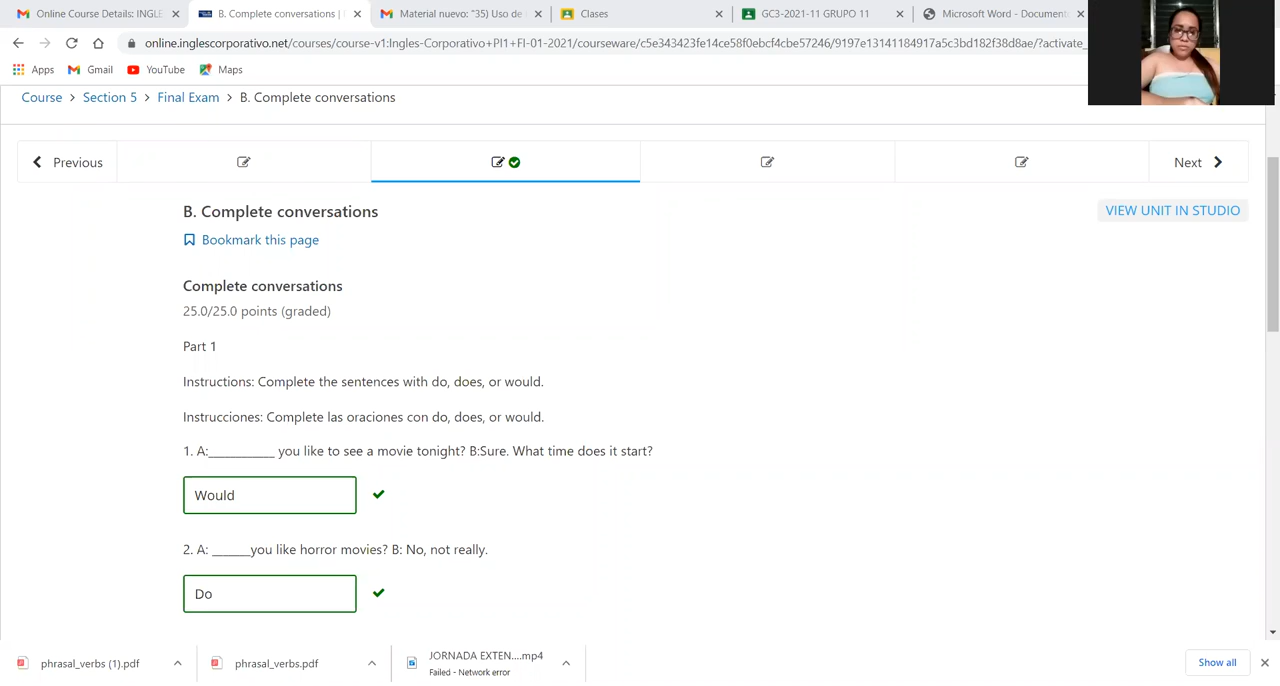 Online Course Details: INGLE
B. Complete conversations |
Material nuevo: "35) Uso de
Clases
GC3-2021-11 GRUPO 11
Microsoft Word - Document
online.inglescorporativo.net/courses/course-v1:Ingles-Corporativo+PI1+FI-01-2021/courseware/c5e343423fe14ce58f0ebcf4cbe57246/9197e13141184917a5c3bd182f38d8ae/?activate_
Apps Gmail YouTube Maps
Course > Section 5 > Final Exam > B. Complete conversations
Previous
Next
B. Complete conversations
VIEW UNIT IN STUDIO
Bookmark this page
Complete conversations
25.0/25.0 points (graded)
Part 1
Instructions: Complete the sentences with do, does, or would.
Instrucciones: Complete las oraciones con do, does, or would.
1. A:___________ you like to see a movie tonight? B:Sure. What time does it start?
Would
2. A: ______you like horror movies? B: No, not really.
Do
phrasal_verbs (1).pdf
phrasal_verbs.pdf
JORNADA EXTEN....mp4
Failed - Network error
Show all